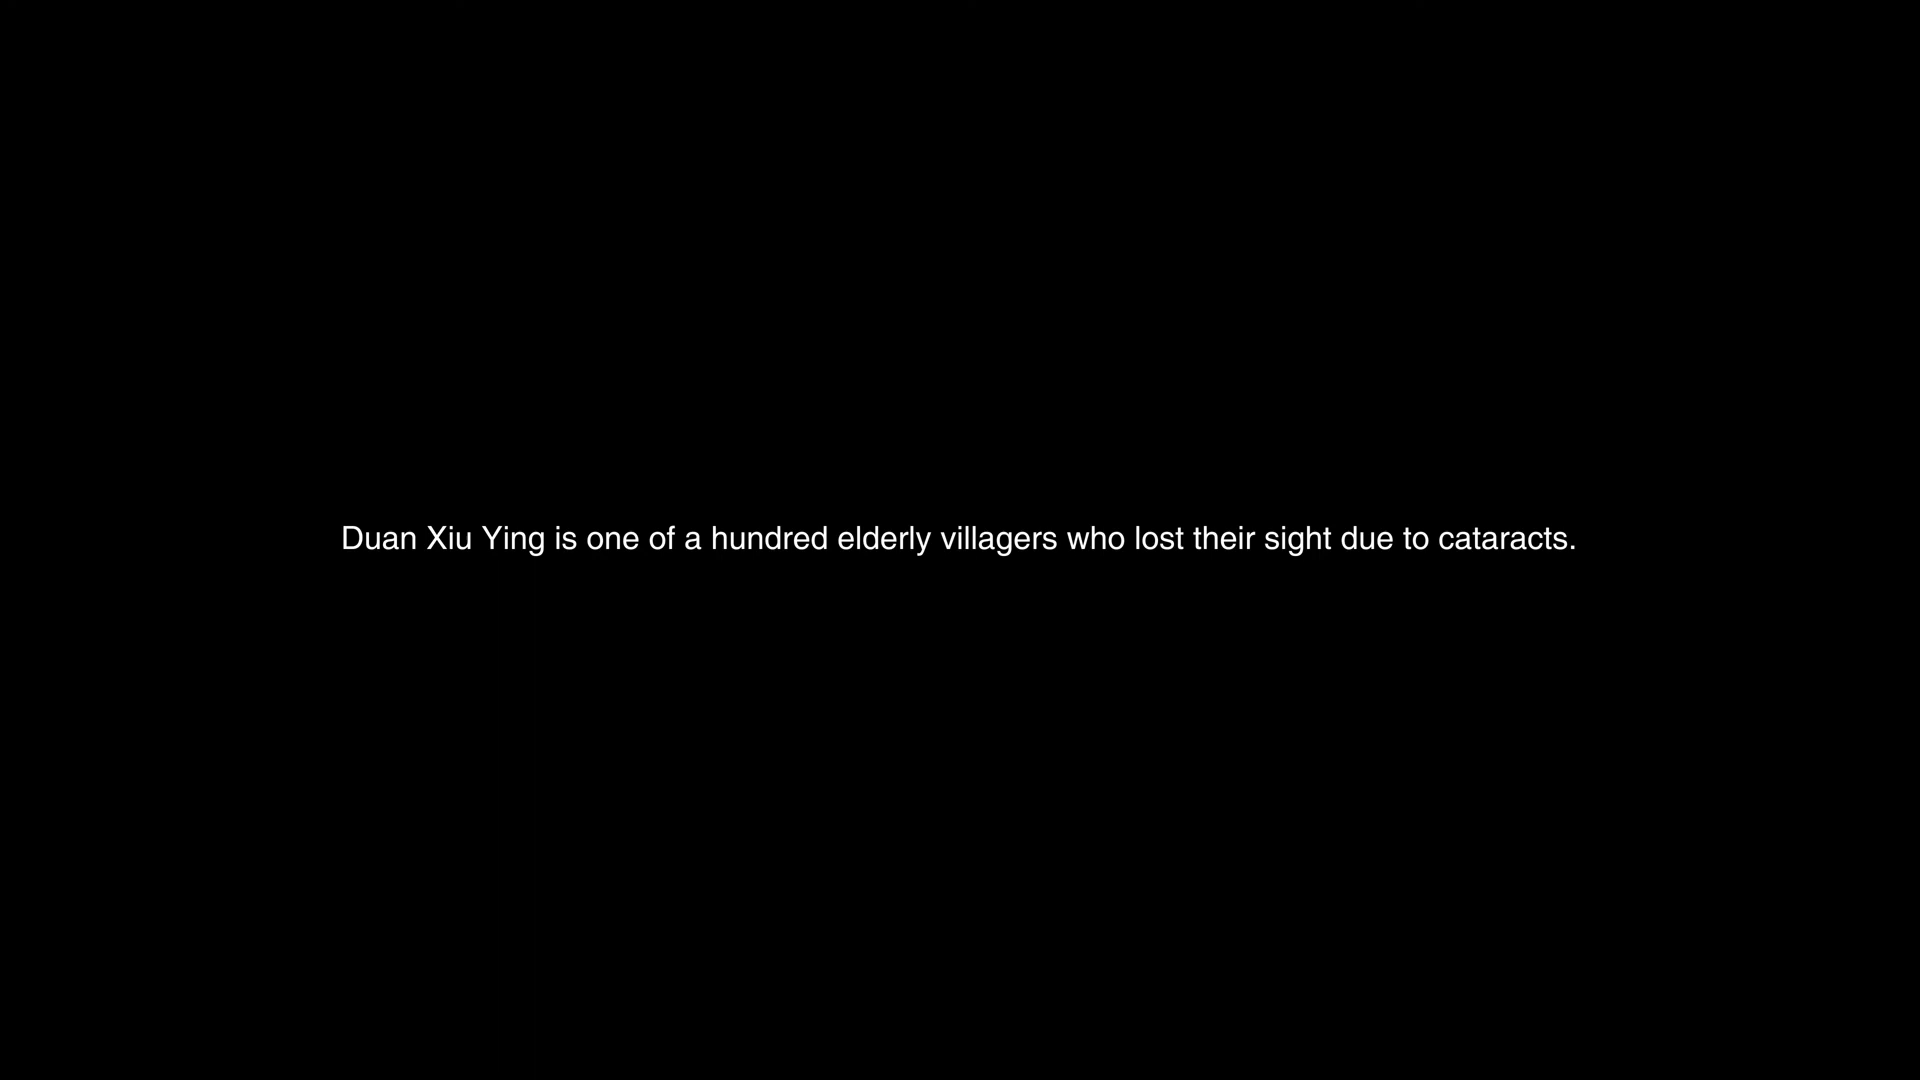 Duan Xiu Ying is one of a hundred elderly villagers who lost their sight due to cataracts.